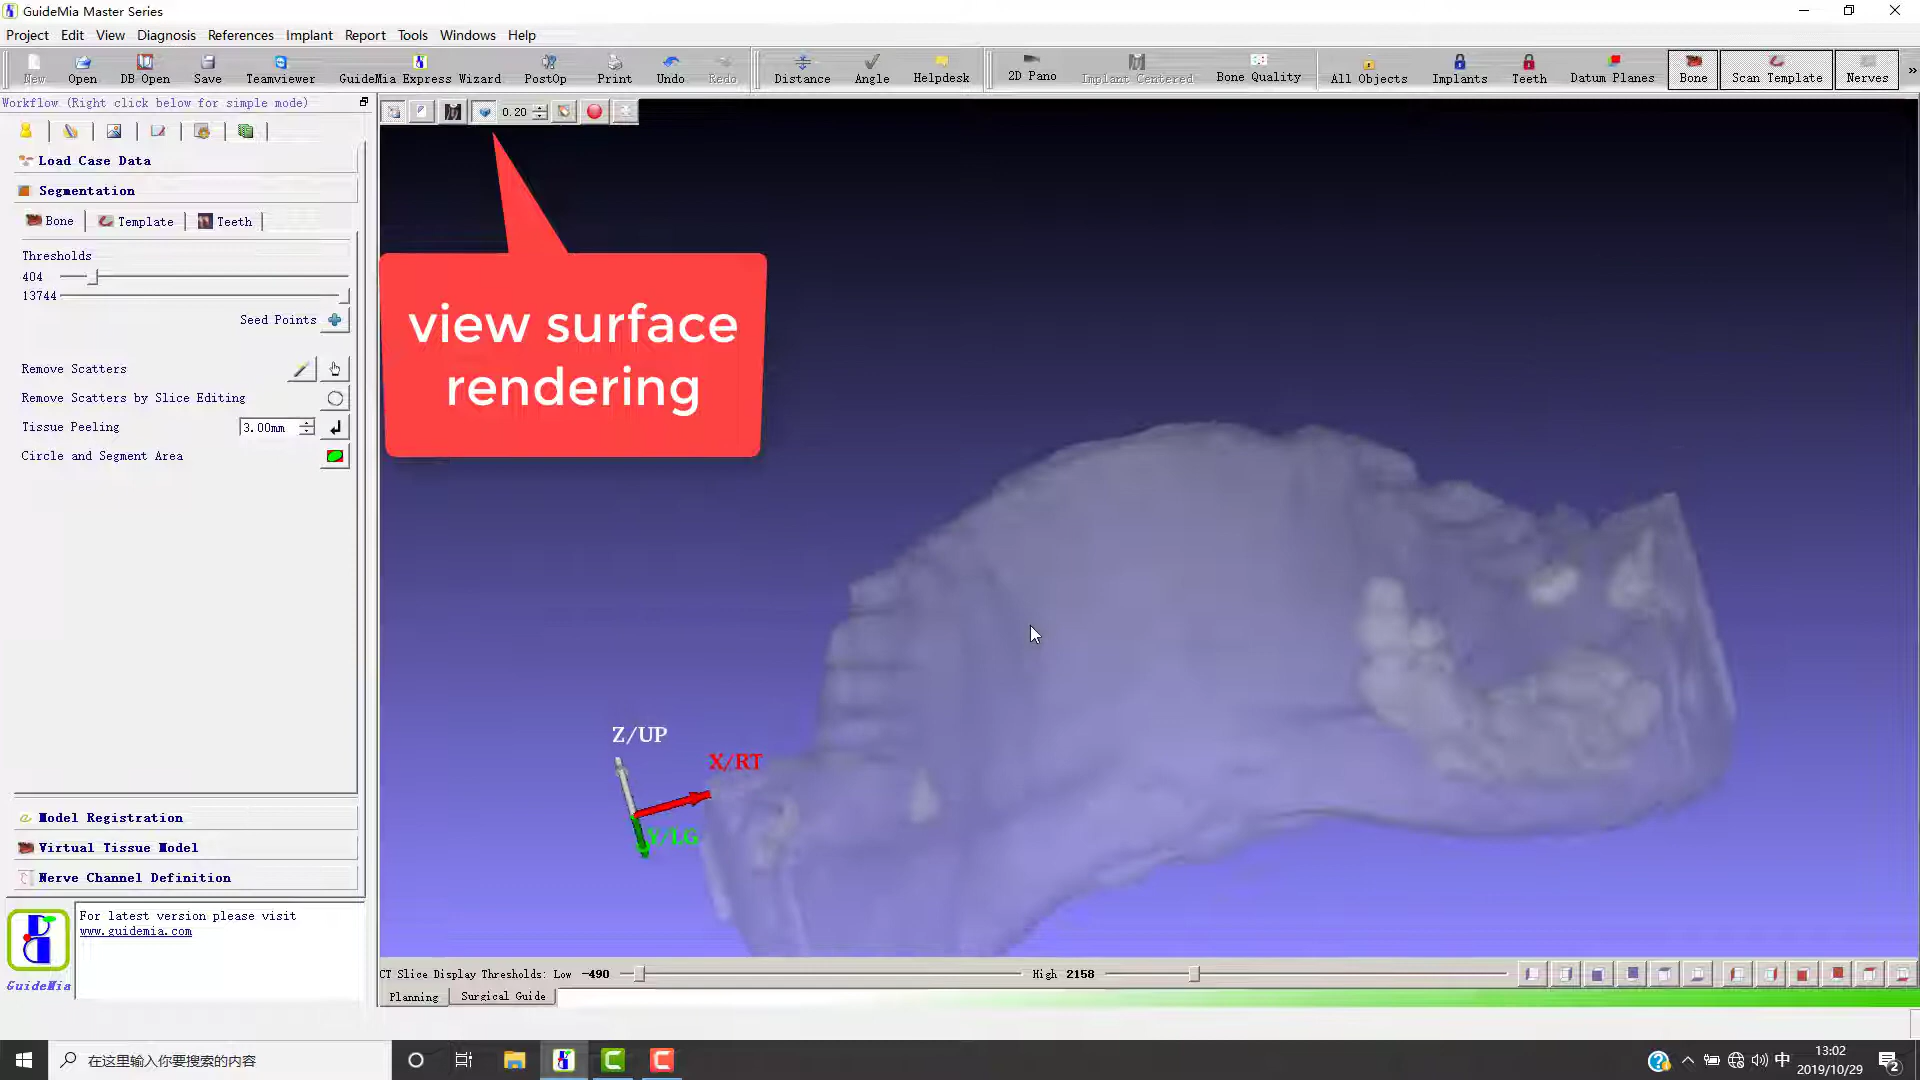 GuideMia Master Series
Project Edit View Diagnosis References Implant Report Tools Windows Help
New Open DB Open Save Teamviewer GuideMia Express Wizard PostOp Print Undo Redo Distance Angle Helpdesk 2D Pano Implant Centered Bone Quality All Objects Implants Teeth Datum Planes Bone Scan Template Nerves »
Workflow (Right click below for simple mode)
0.20
Load Case Data
Segmentation
Bone Template Teeth
Thresholds
404
13744
Seed Points
Remove Scatters
Remove Scatters by Slice Editing
Tissue Peeling 3.00mm
Circle and Segment Area
view surface
rendering
Z/UP
X/RT
Y/LG
Model Registration
Virtual Tissue Model
Nerve Channel Definition
For latest version please visit
www.guidemia.com
GuideMia
CT Slice Display Thresholds: Low -490 High 2158
Planning Surgical Guide
在这里输入你要搜索的内容
中
13:02
2019/10/29
2